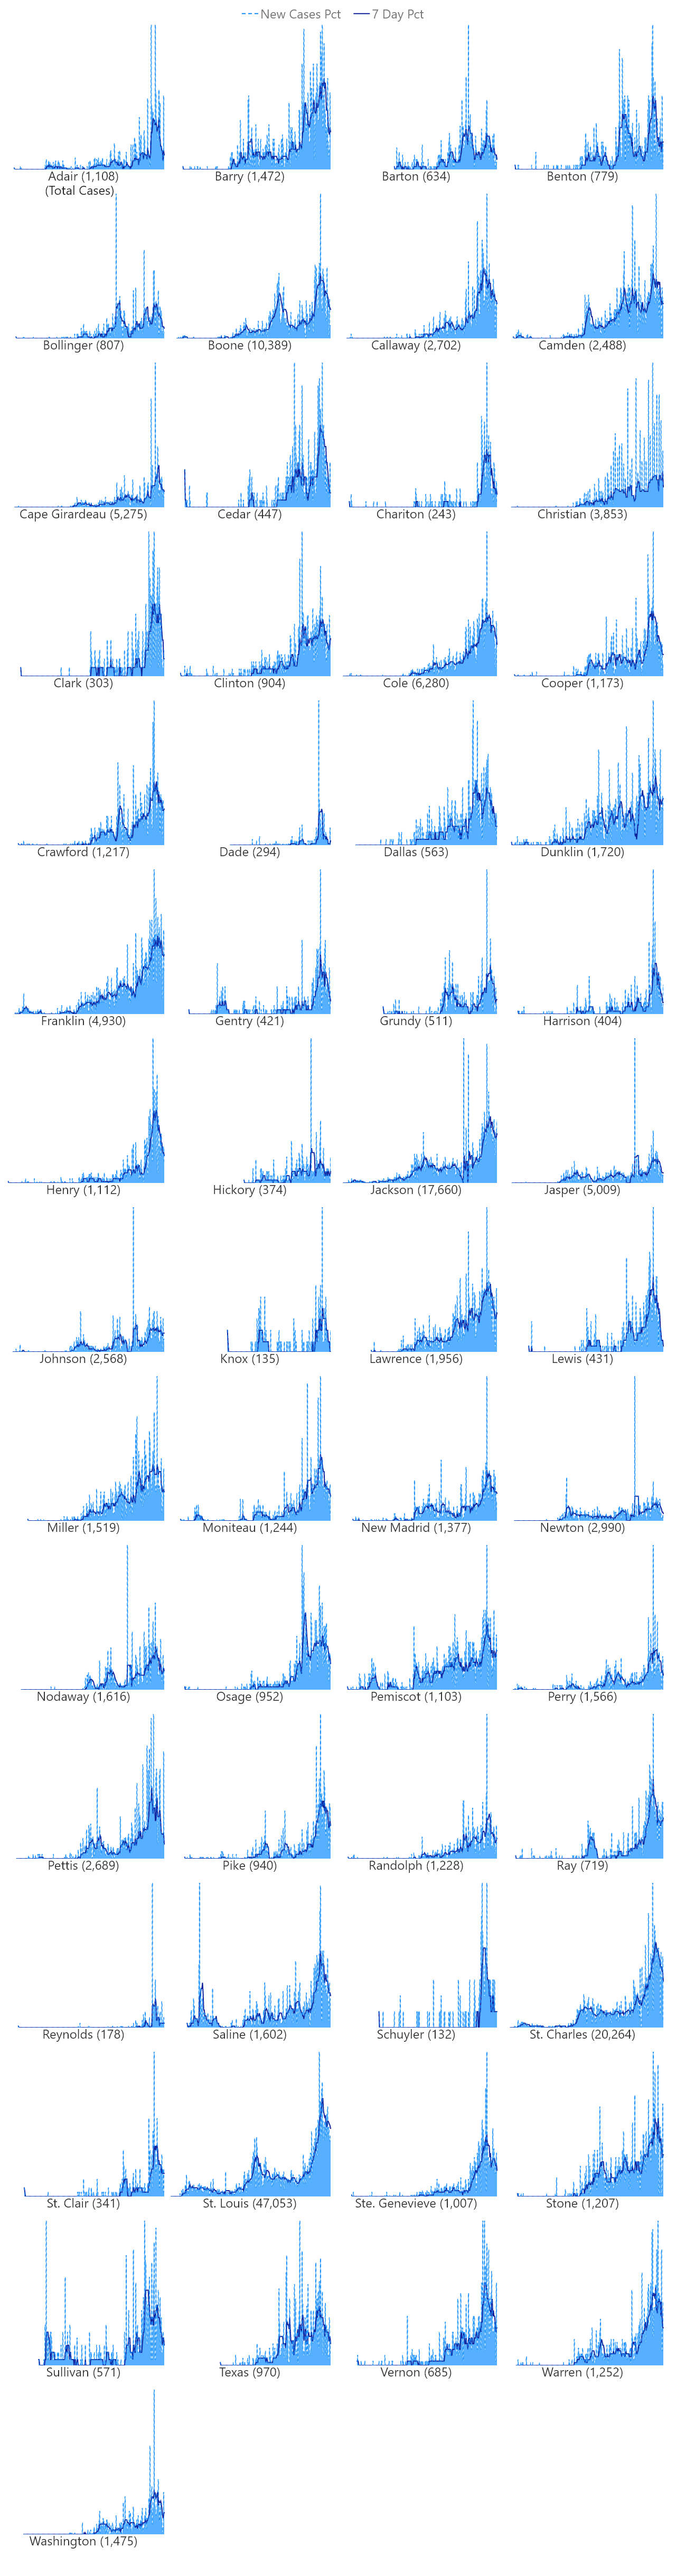 New Cases Pct 7 Day Pct
Adair (1,108) Barry (1,472) Barton (634) Benton (779)
(Total Cases)
Bollinger (807) Boone (10,389) Callaway (2,702) Camden (2,488)
Cape Girardeau (5,275) Cedar (447) Chariton (243) Christian (3,853)
Clark (303) Clinton (904) Cole (6,280) Cooper (1,173)
Crawford (1,217) Dade (294) Dallas (563) Dunklin (1,720)
Franklin (4,930) Gentry (421) Grundy (511) Harrison (404)
Henry (1,112) Hickory (374) Jackson (17,660) Jasper (5,009)
Johnson (2,568) Knox (135) Lawrence (1,956) Lewis (431)
Miller (1,519) Moniteau (1,244) New Madrid (1,377) Newton (2,990)
Nodaway (1,616) Osage (952) Pemiscot (1,103) Perry (1,566)
Pettis (2,689) Pike (940) Randolph (1,228) Ray (719)
Reynolds (178) Saline (1,602) Schuyler (132) St. Charles (20,264)
St. Clair (341) St. Louis (47,053) Ste. Genevieve (1,007) Stone (1,207)
Sullivan (571) Texas (970) Vernon (685) Warren (1,252)
Washington (1,475)